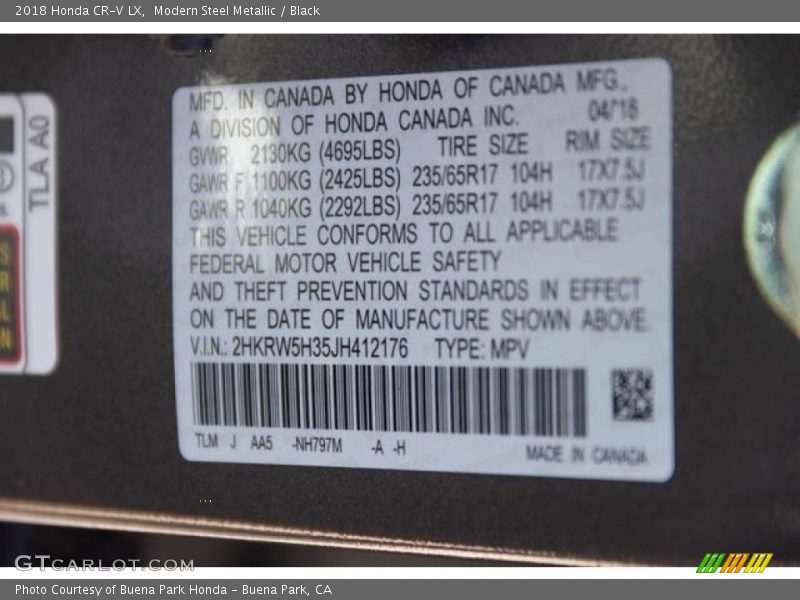 2018 Honda CR-V LX, Modern Steel Metallic / Black
MFD. IN CANADA BY HONDA OF CANADA MFG.,
A DIVISION OF HONDA CANADA INC. 04/18
GVWR 2130KG (4695LBS) TIRE SIZE RIM SIZE
GAWR F 1100KG (2425LBS) 235/65R17 104H 17X7.5J
GAWR R 1040KG (2292LBS) 235/65R17 104H 17X7.5J
THIS VEHICLE CONFORMS TO ALL APPLICABLE
FEDERAL MOTOR VEHICLE SAFETY
AND THEFT PREVENTION STANDARDS IN EFFECT
ON THE DATE OF MANUFACTURE SHOWN ABOVE.
V.I.N.: 2HKRW5H35JH412176 TYPE: MPV
TLM J AA5 -NH797M -A -H
MADE IN CANADA
TLA A0
GTCARLOT.COM
Photo Courtesy of Buena Park Honda - Buena Park, CA